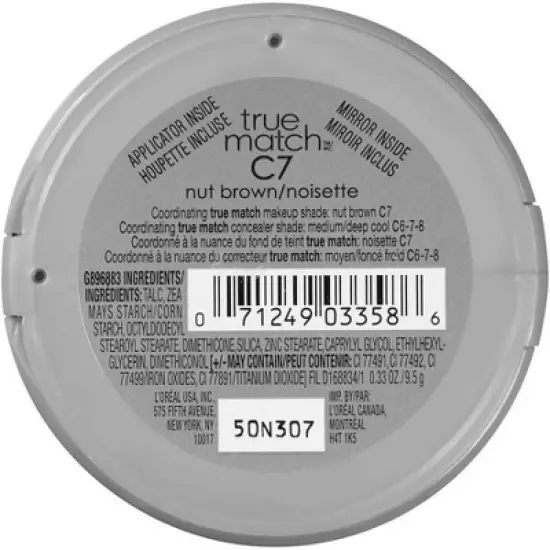 APPLICATOR INSIDE
HOUPETTE INCLUSE
true
match™/MC
C7
MIRROR INSIDE
MIROIR INCLUS
nut brown/noisette
Coordinating true match makeup shade: nut brown C7
Coordinating true match concealer shade: medium/deep cool C6-7-8
Coordonné à la nuance du fond de teint true match: noisette C7
Coordonné à la nuance du correcteur true match: moyen/foncé froid C6-7-8
G896883 INGREDIENTS/
INGRÉDIENTS: TALC, ZEA
MAYS STARCH/CORN
STARCH, OCTYLDODECYL
STEAROYL STEARATE, DIMETHICONE, SILICA, ZINC STEARATE, CAPRYLYL GLYCOL, ETHYLHEXYL-
GLYCERIN, DIMETHICONOL [+/- MAY CONTAIN/PEUT CONTENIR: CI 77491, CI 77492, CI
77499/IRON OXIDES, CI 77891/TITANIUM DIOXIDE] FIL D168834/1 0.33 OZ./9.5 g
0 71249 03358 6
L'ORÉAL USA, INC.
575 FIFTH AVENUE,
NEW YORK, NY
10017
50N307
IMP. BY/PAR:
L'ORÉAL CANADA,
MONTRÉAL
H4T 1K5